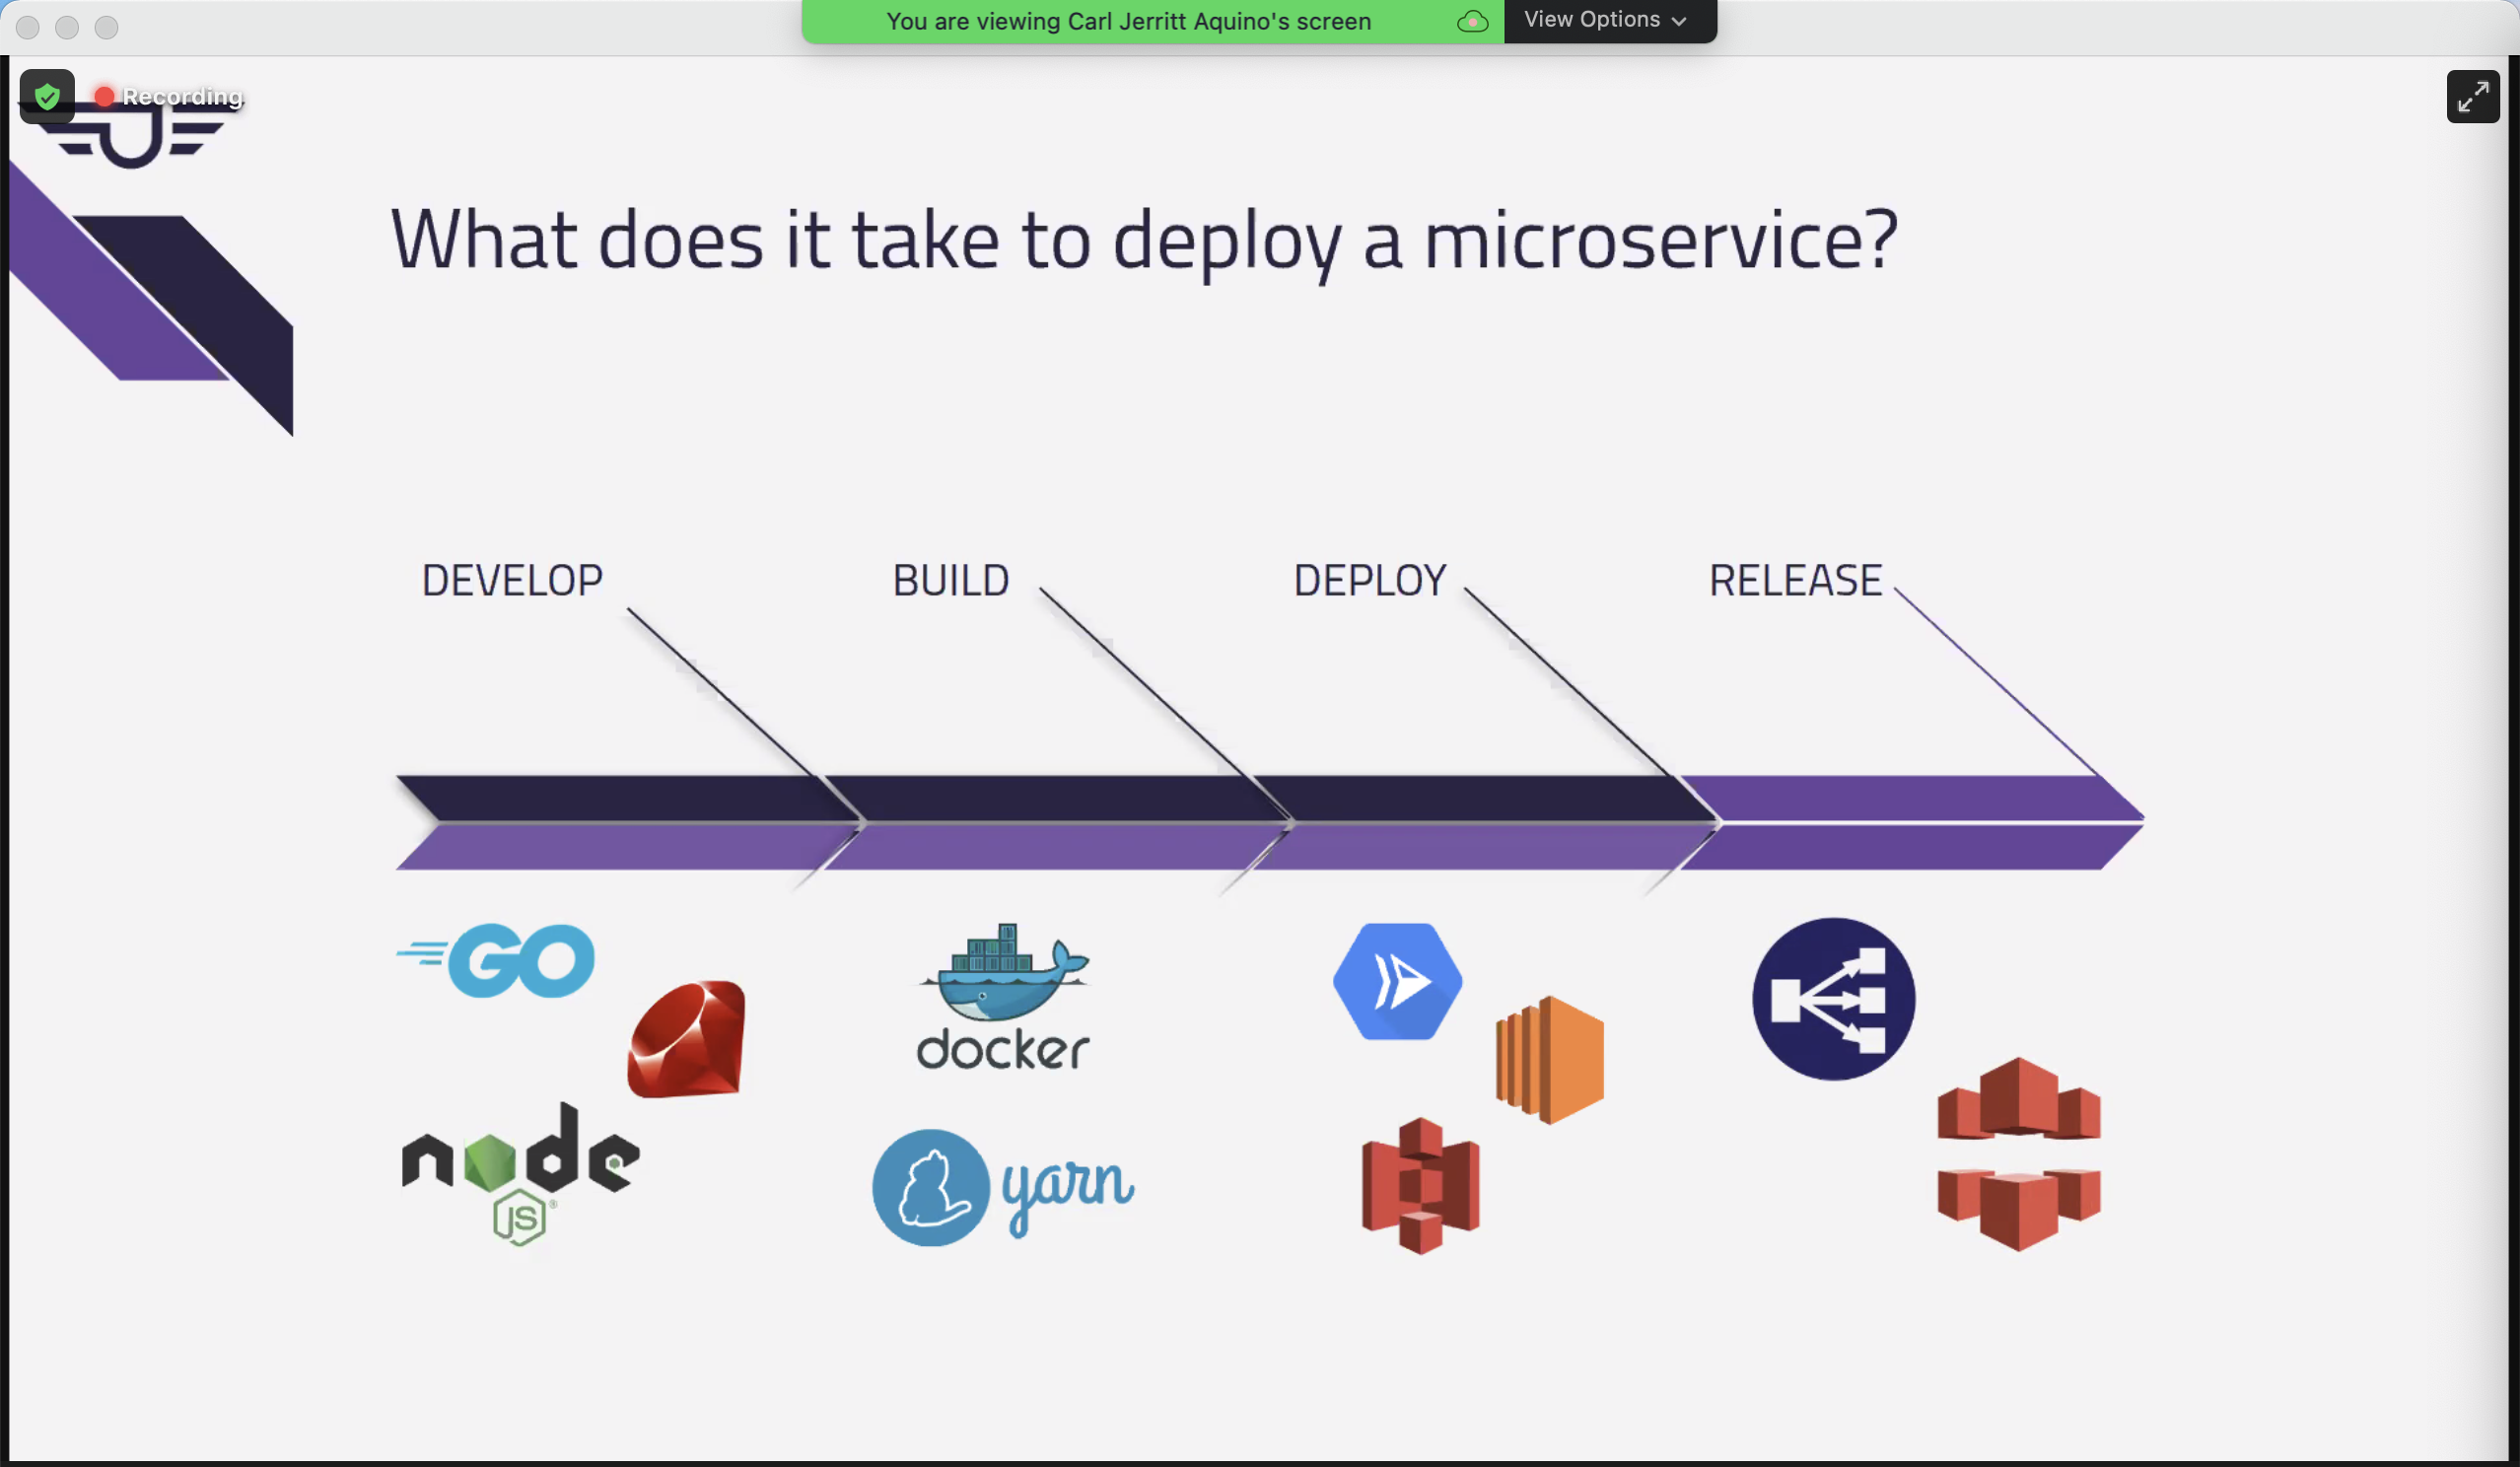 You are viewing Carl Jerritt Aquino's screen
View Options
Recording
What does it take to deploy a microservice?
DEVELOP
BUILD
DEPLOY
RELEASE
GO
docker
node
JS
®
yarn